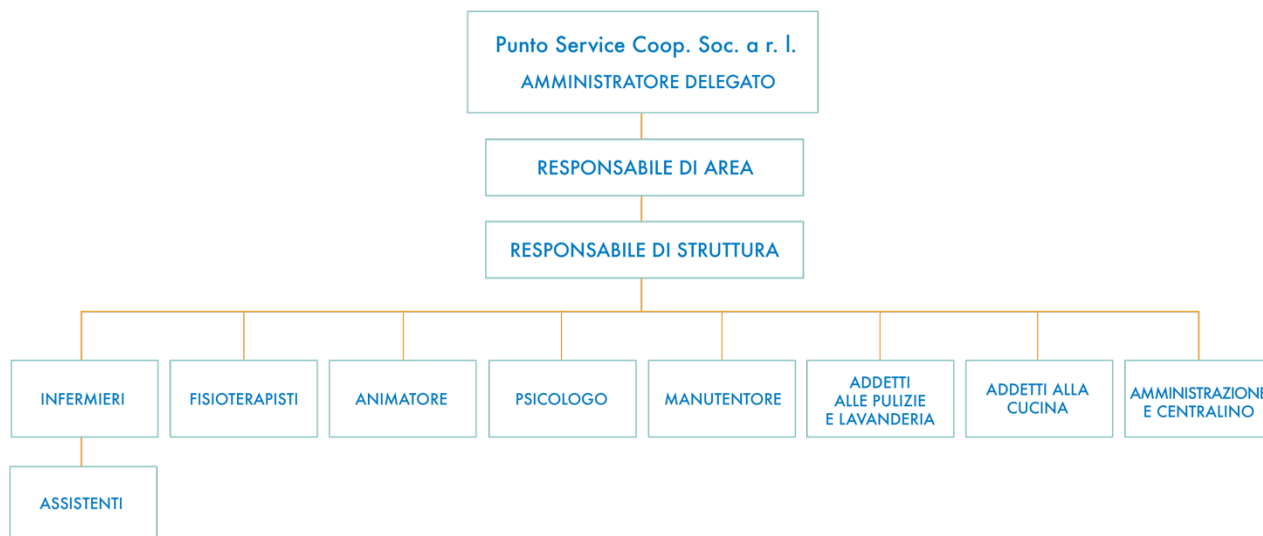 Punto Service Coop. Soc. a r. l.
AMMINISTRATORE DELEGATO
RESPONSABILE DI AREA
RESPONSABILE DI STRUTTURA
INFERMIERI
FISIOTERAPISTI
ANIMATORE
PSICOLOGO
MANUTENTORE
ADDETTI
ALLE PULIZIE
E LAVANDERIA
ADDETTI ALLA
CUCINA
AMMINISTRAZIONE
E CENTRALINO
ASSISTENTI